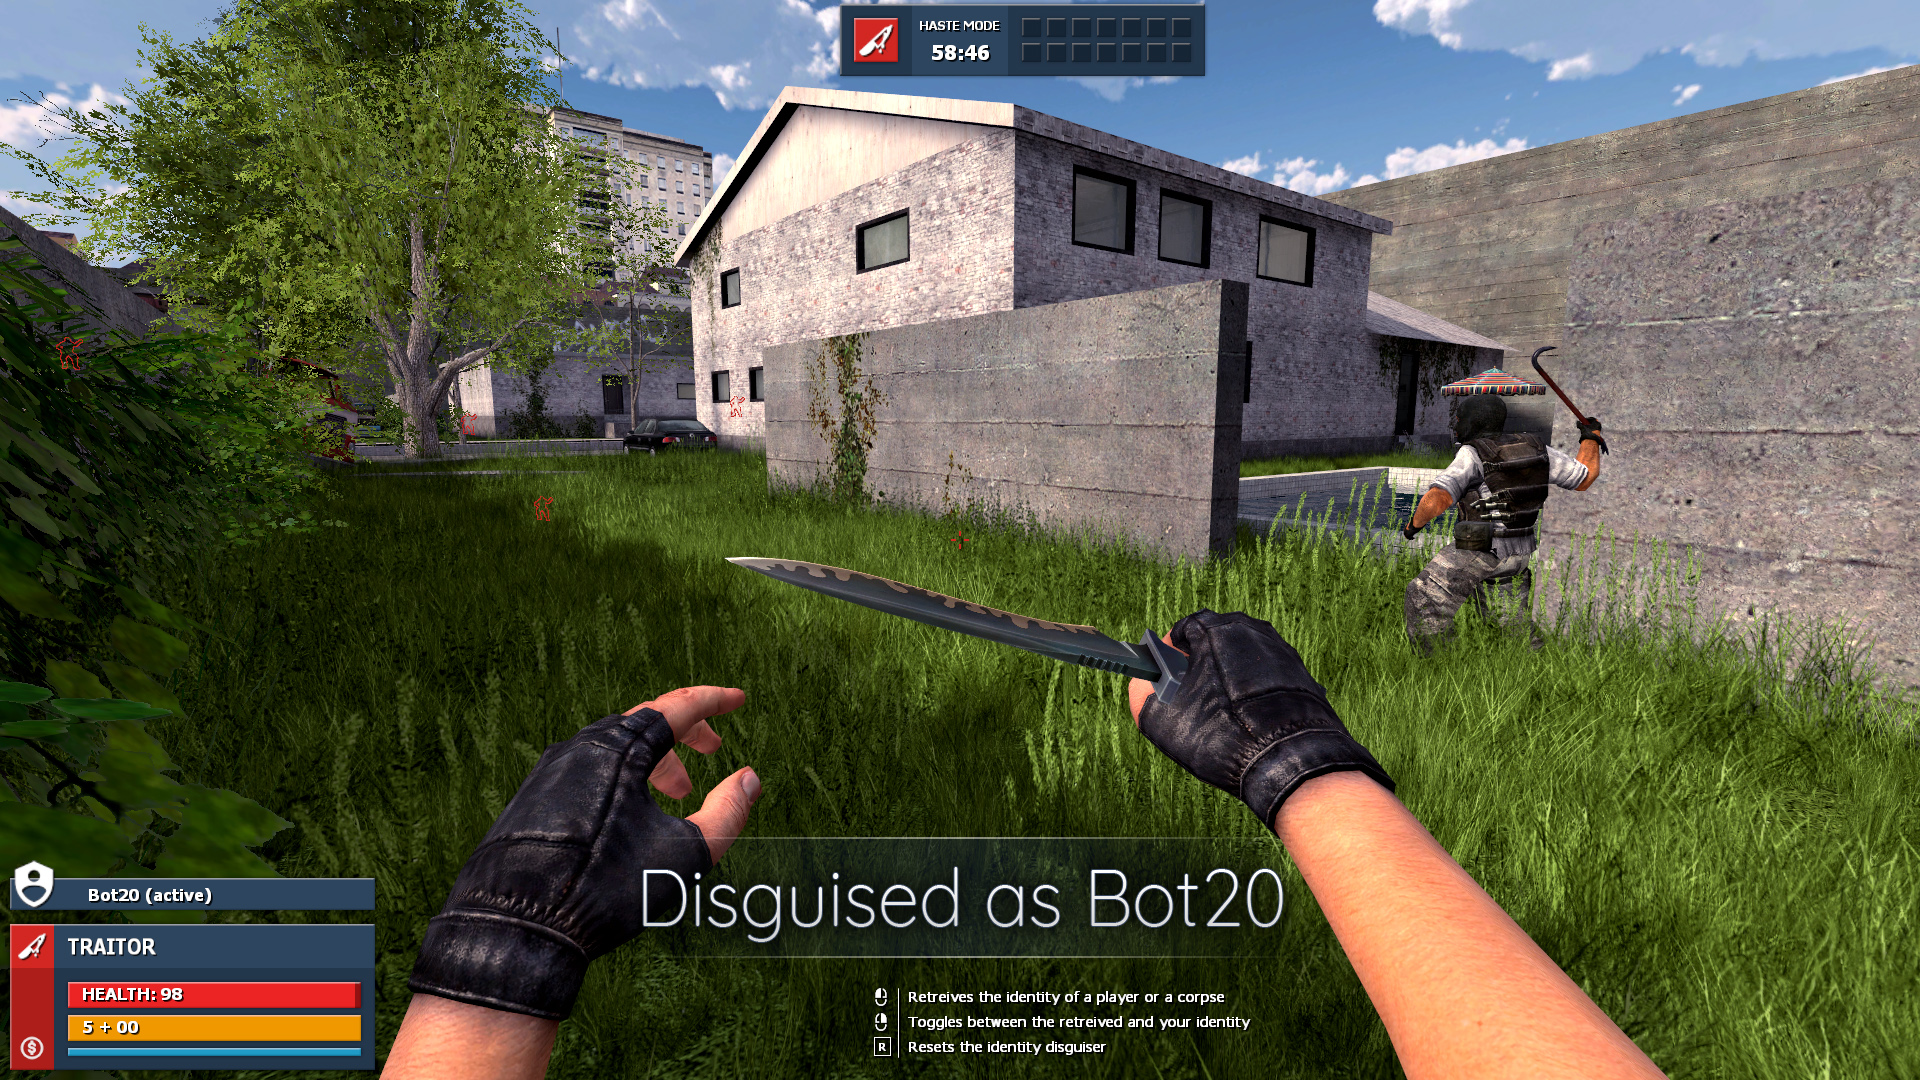 HASTE MODE
58:46
Disguised as Bot20
Bot20 (active)
TRAITOR
HEALTH: 98
5 + 00
Retreives the identity of a player or a corpse
Toggles between the retreived and your identity
R Resets the identity disguiser